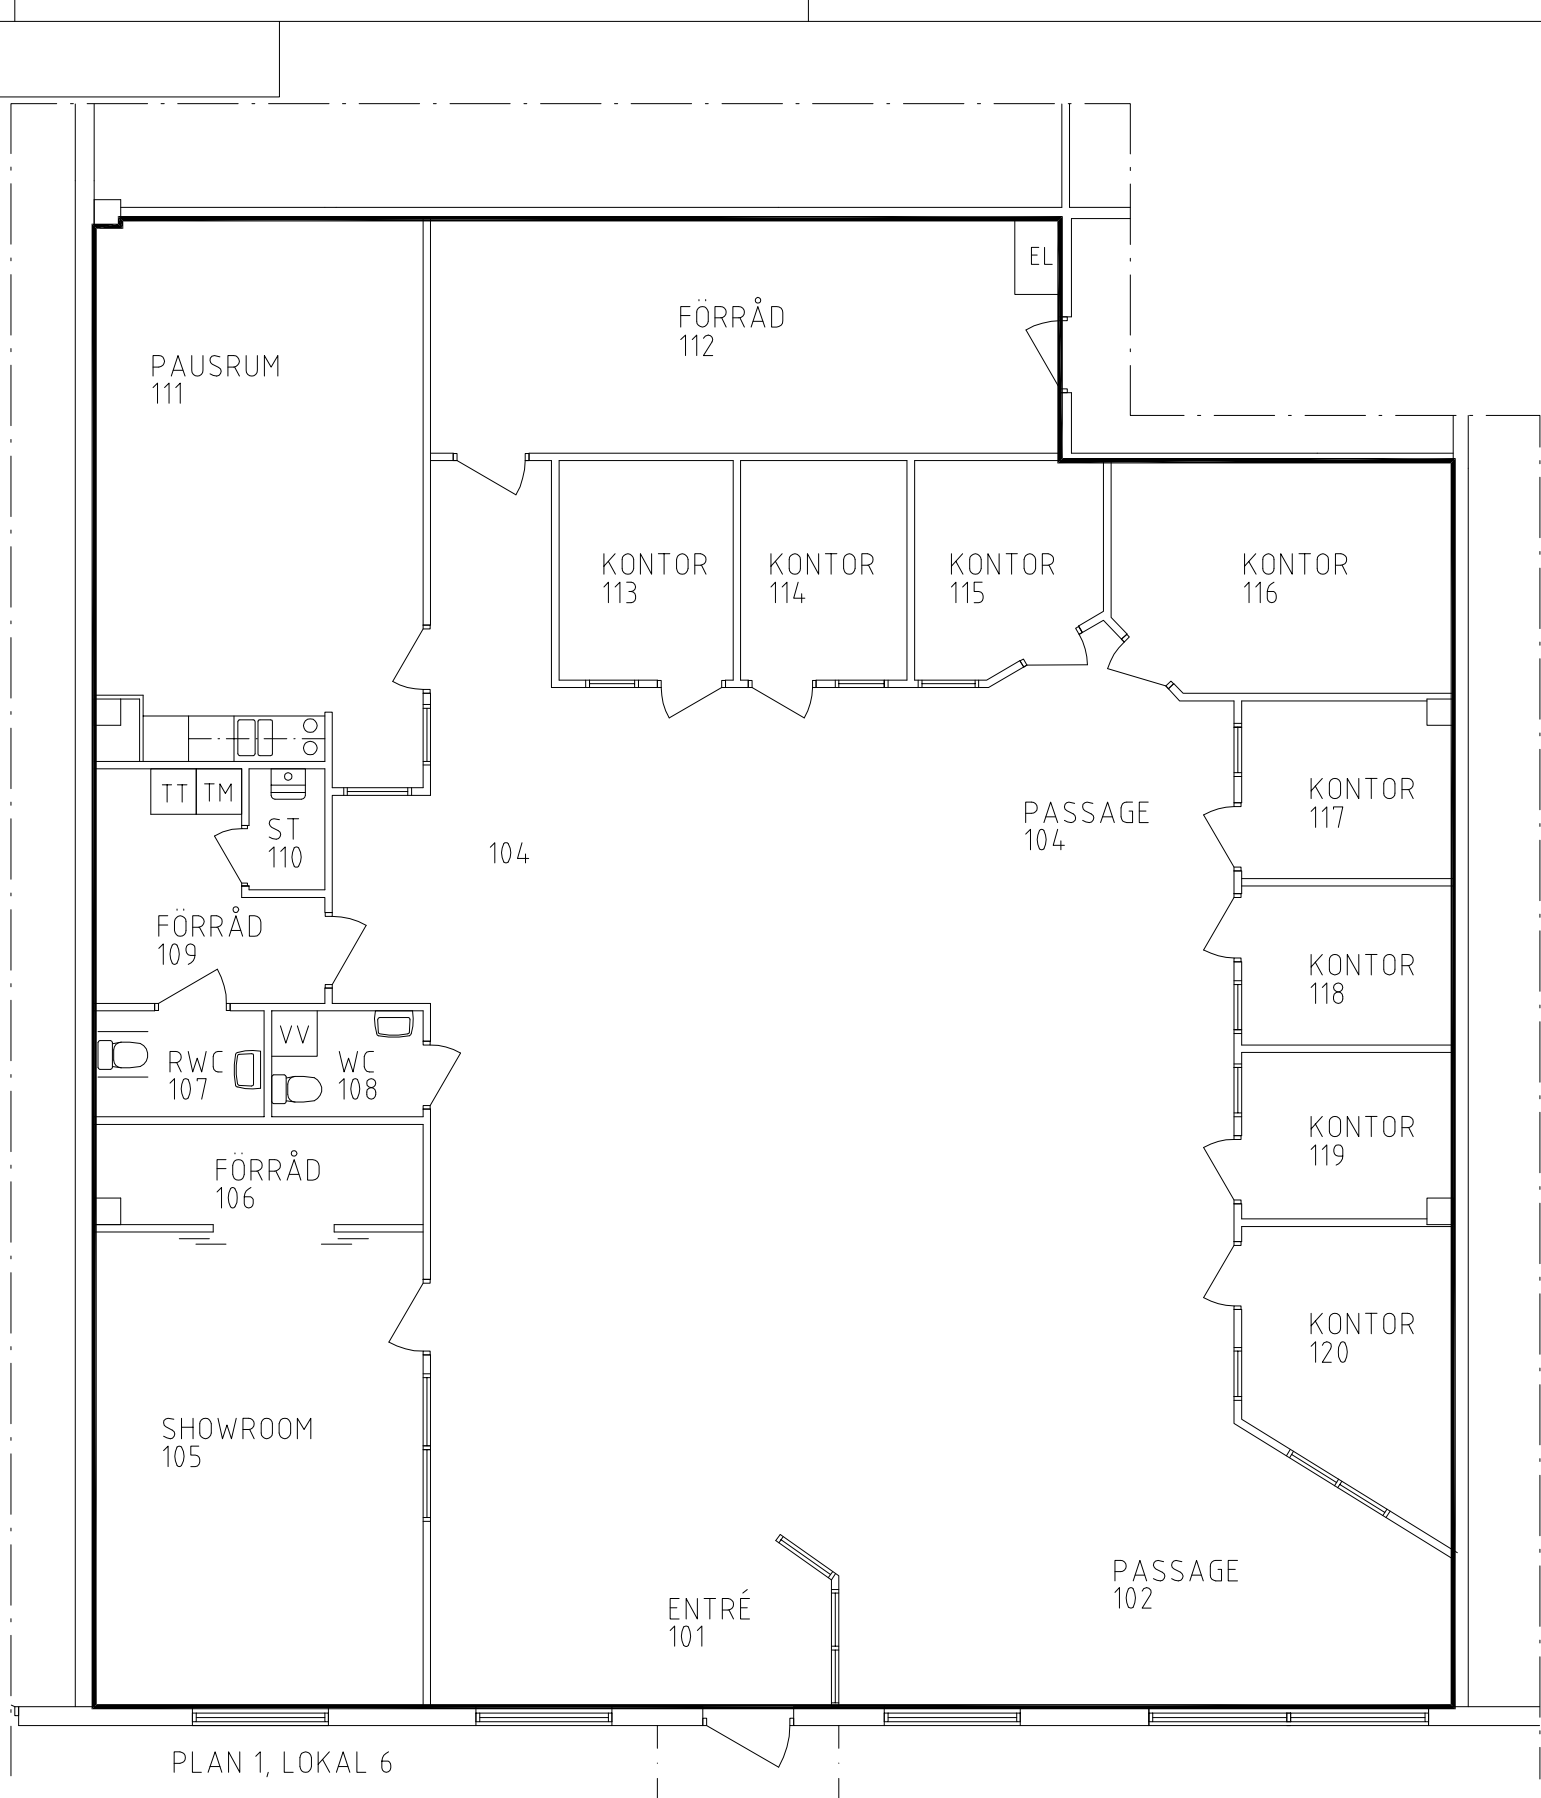 EL
FÖRRÅD
112
PAUSRUM
111
KONTOR
113
KONTOR
114
KONTOR
115
KONTOR
116
TT
TM
ST
110
KONTOR
117
PASSAGE
104
104
FÖRRÅD
109
KONTOR
118
VV
RWC
107
WC
108
KONTOR
119
FÖRRÅD
106
KONTOR
120
SHOWROOM
105
PASSAGE
102
ENTRÉ
101
PLAN 1, LOKAL 6